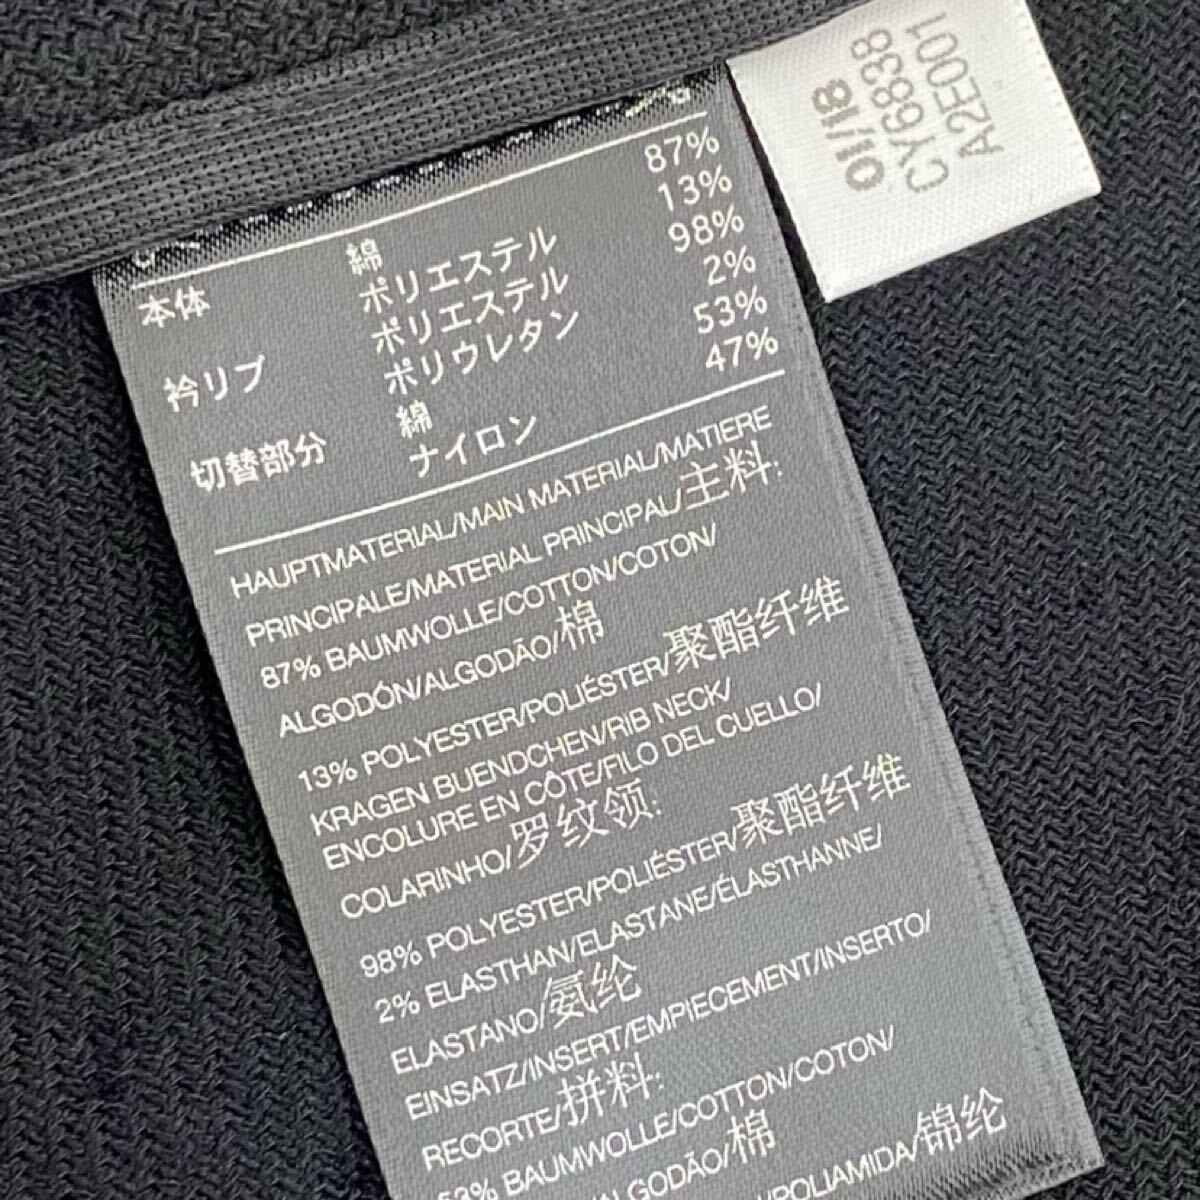 本体 綿 87%
ポリエステル 13%
衿リブ ポリエステル 98%
ポリウレタン 2%
切替部分 綿 53%
ナイロン 47%
HAUPTMATERIAL/MAIN MATERIAL/MATIERE
PRINCIPALE/MATERIAL PRINCIPAL/主料:
87% BAUMWOLLE/COTTON/COTON/
ALGODÓN/ALGODÃO/棉
13% POLYESTER/POLIÉSTER/聚酯纤维
KRAGEN BUENDCHEN/RIB NECK/
ENCOLURE EN CÔTE/FILO DEL CUELLO/
COLARINHO/罗纹领:
98% POLYESTER/POLIÉSTER/聚酯纤维
2% ELASTHAN/ELASTANE/ÉLASTHANNE/
ELASTANO/氨纶
EINSATZ/INSERT/EMPIECEMENT/INSERTO/
RECORTE/拼料:
53% BAUMWOLLE/COTTON/COTON/
/ALGODÃO/棉
/POLIAMIDA/锦纶
01/18
CY6838
A2E001